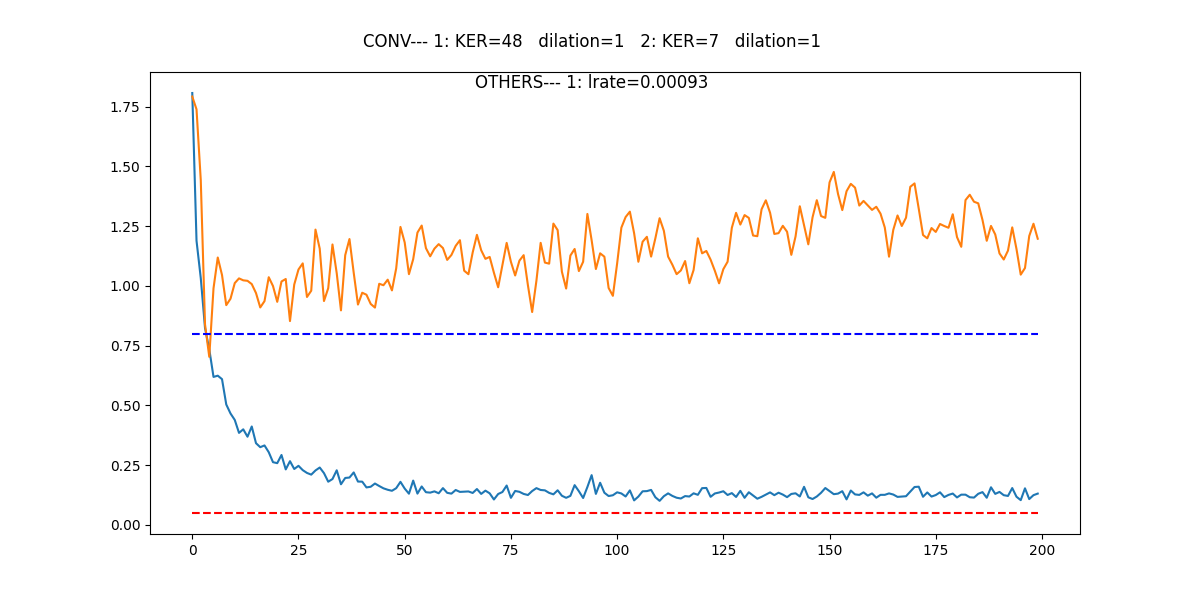 CONV--- 1: KER=48   dilation=1   2: KER=7   dilation=1
OTHERS--- 1: lrate=0.00093
1.75
1.50
1.25
1.00
0.75
0.50
0.25
0.00
0 25 50 75 100 125 150 175 200